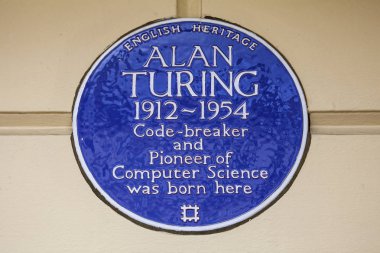 ENGLISH HERITAGE
ALAN
TURING
1912~1954
Code-breaker
and
Pioneer of
Computer Science
was born here